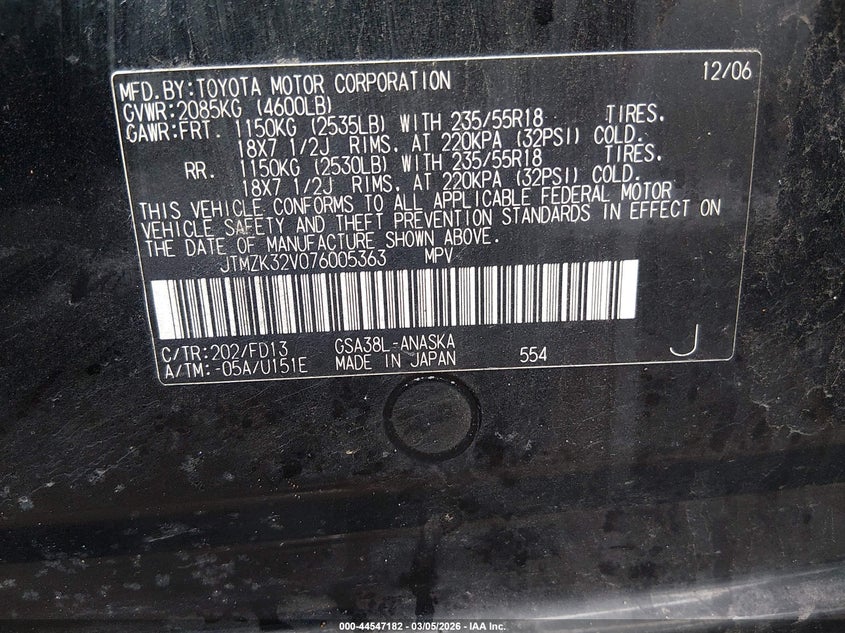 MFD.BY:TOYOTA MOTOR CORPORATION 12/06
GVWR:2085KG (4600LB)
GAWR:FRT. 1150KG (2535LB) WITH 235/55R18 TIRES.
18X7 1/2J RIMS. AT 220KPA (32PSI) COLD.
RR. 1150KG (2530LB) WITH 235/55R18 TIRES.
18X7 1/2J RIMS. AT 220KPA (32PSI) COLD.
THIS VEHICLE CONFORMS TO ALL APPLICABLE FEDERAL MOTOR
VEHICLE SAFETY AND THEFT PREVENTION STANDARDS IN EFFECT ON
THE DATE OF MANUFACTURE SHOWN ABOVE.
JTMZK32V076005363 MPV
C/TR:202/FD13 GSA38L-ANASKA
A/TM:-05A/U151E MADE IN JAPAN 554 J
000-44547182 - 03/05/2026 - IAA Inc.